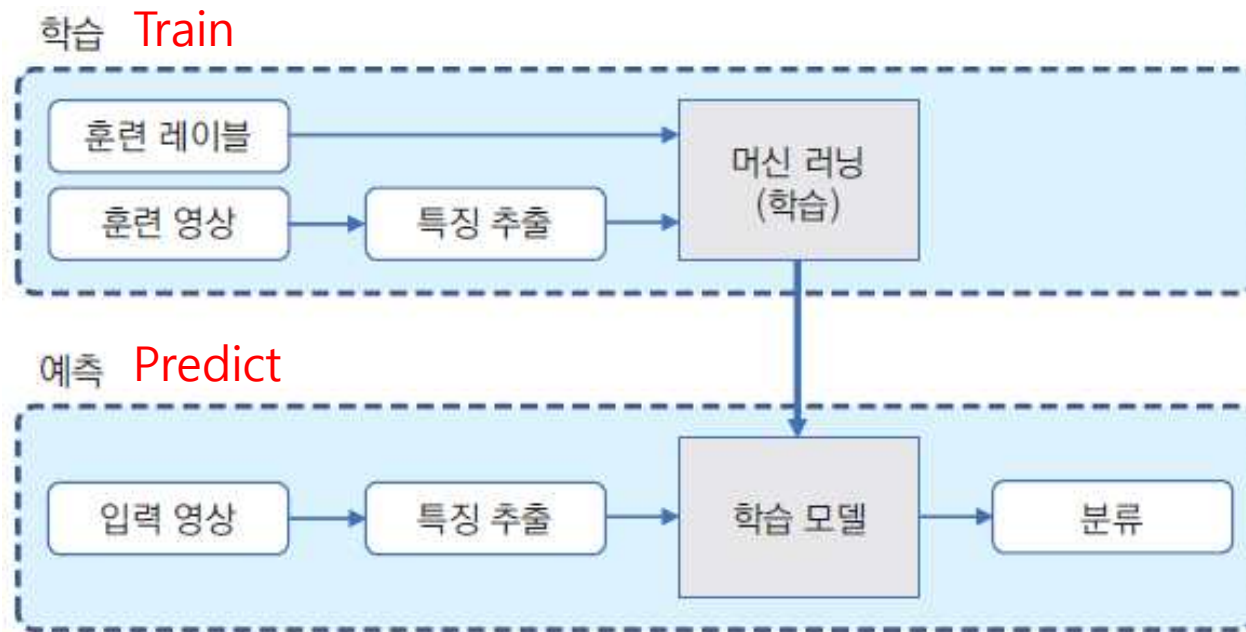 학습 Train
훈련 레이블
훈련 영상
특징 추출
머신 러닝
(학습)
예측 Predict
입력 영상
특징 추출
학습 모델
분류